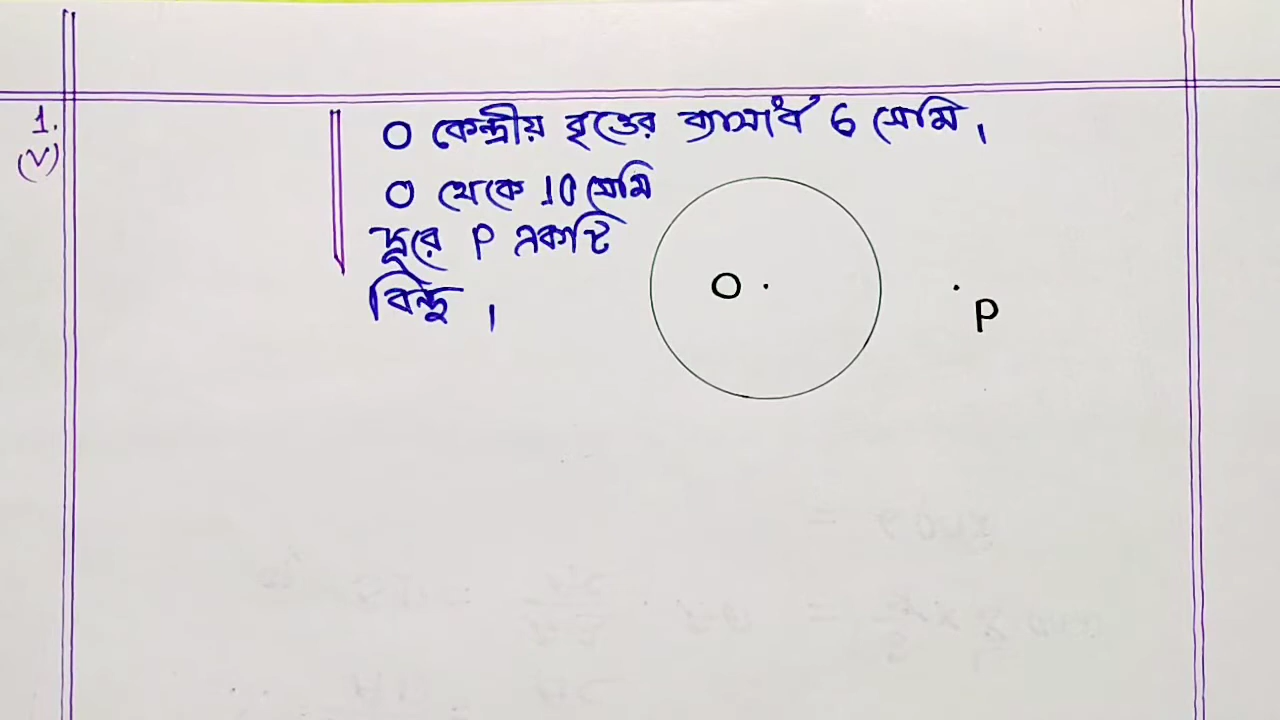 1.
(v)
O কেন্দ্রীয় বৃত্তের ব্যাসার্ধ 6 সেমি।
O থেকে 10 সেমি
দূরে P একটি
বিন্দু।
O
P